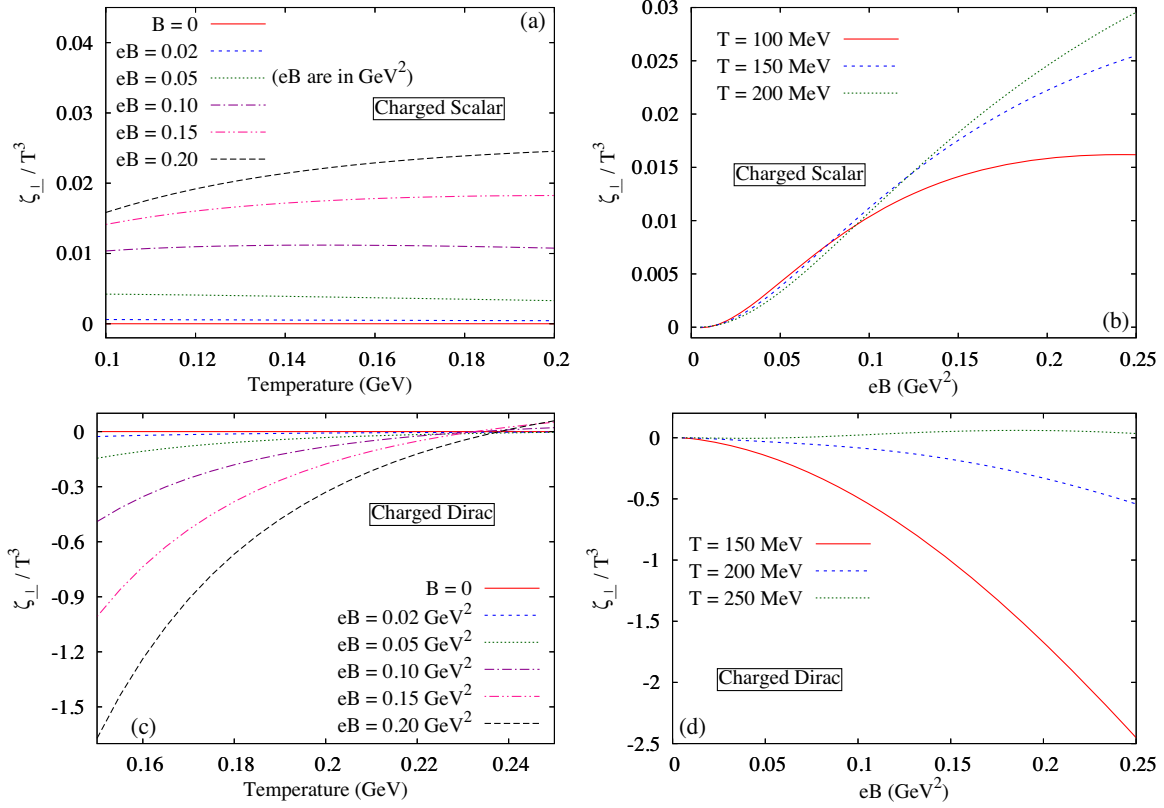 (a)
B = 0
eB = 0.02
eB = 0.05
(eB are in GeV²)
eB = 0.10
eB = 0.15
eB = 0.20
Charged Scalar
0.04
0.03
0.02
0.01
0
ζ⊥ / T³
0.1 0.12 0.14 0.16 0.18 0.2
Temperature (GeV)
T = 100 MeV
T = 150 MeV
T = 200 MeV
Charged Scalar
(b)
0.03
0.025
0.02
0.015
0.01
0.005
0
ζ⊥ / T³
0 0.05 0.1 0.15 0.2 0.25
eB (GeV²)
0
-0.3
-0.6
-0.9
-1.2
-1.5
ζ⊥ / T³
Charged Dirac
B = 0
eB = 0.02 GeV²
eB = 0.05 GeV²
eB = 0.10 GeV²
eB = 0.15 GeV²
eB = 0.20 GeV²
(c)
0.16 0.18 0.2 0.22 0.24
Temperature (GeV)
0.5
0
-0.5
-1
-1.5
-2
-2.5
ζ⊥ / T³
T = 150 MeV
T = 200 MeV
T = 250 MeV
Charged Dirac
(d)
0 0.05 0.1 0.15 0.2 0.25
eB (GeV²)